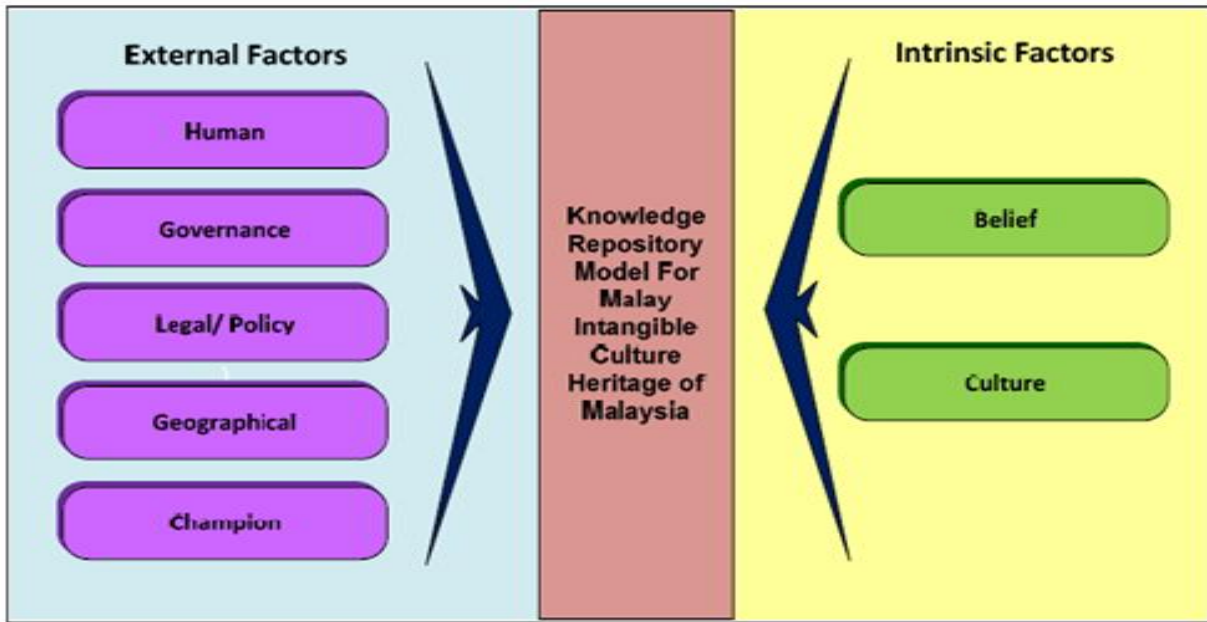 External Factors
Human
Governance
Legal/ Policy
Geographical
Champion
Knowledge
Repository
Model For
Malay
Intangible
Culture
Heritage of
Malaysia
Intrinsic Factors
Belief
Culture